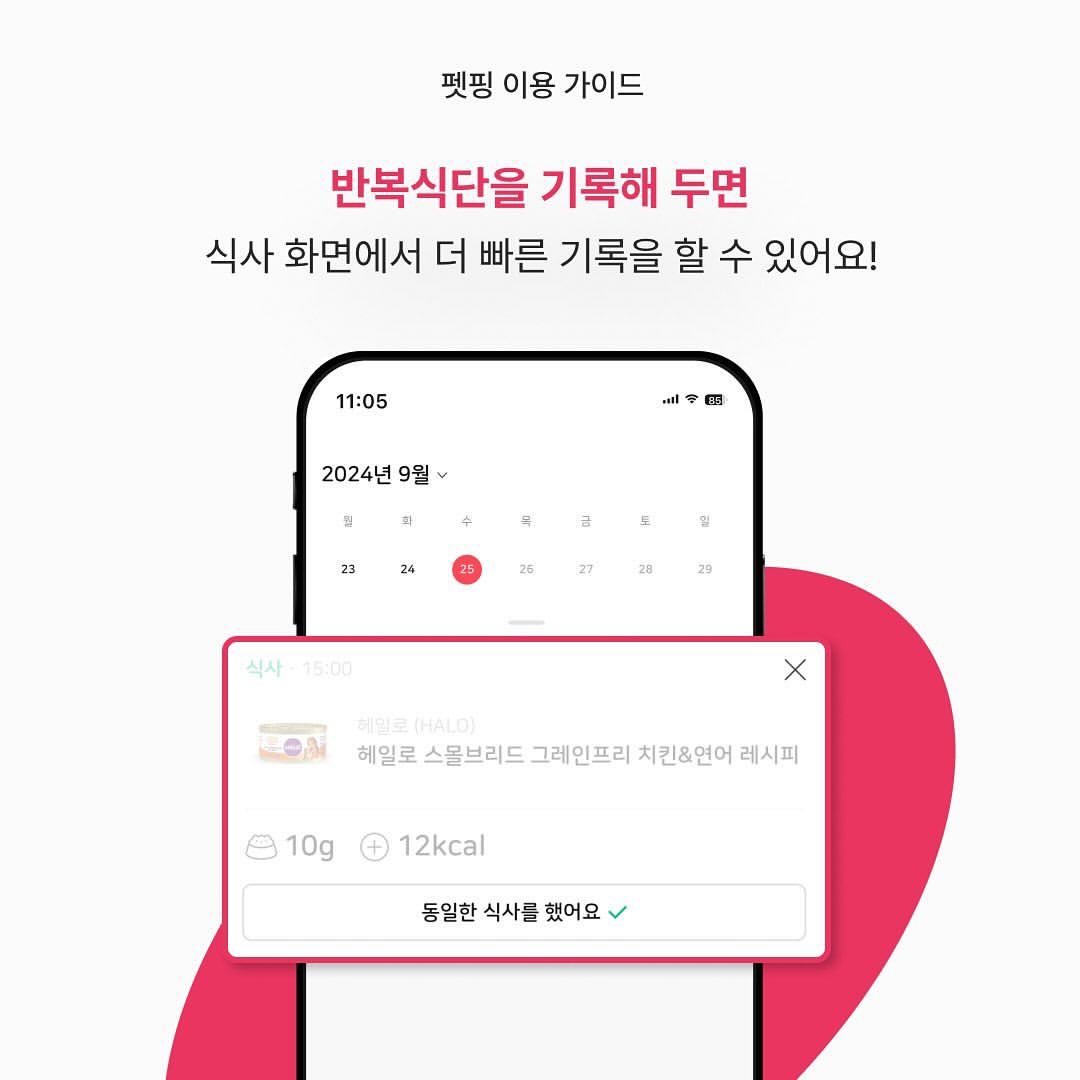 펫핑 이용 가이드
반복식단을 기록해 두면
식사 화면에서 더 빠른 기록을 할 수 있어요!
11:05
85
2024년 9월
월 화 수 목 금 토 일
23 24 25 26 27 28 29
식사 · 15:00
헤일로 (HALO)
헤일로 스몰브리드 그레인프리 치킨&연어 레시피
HALO
10g 12kcal
동일한 식사를 했어요